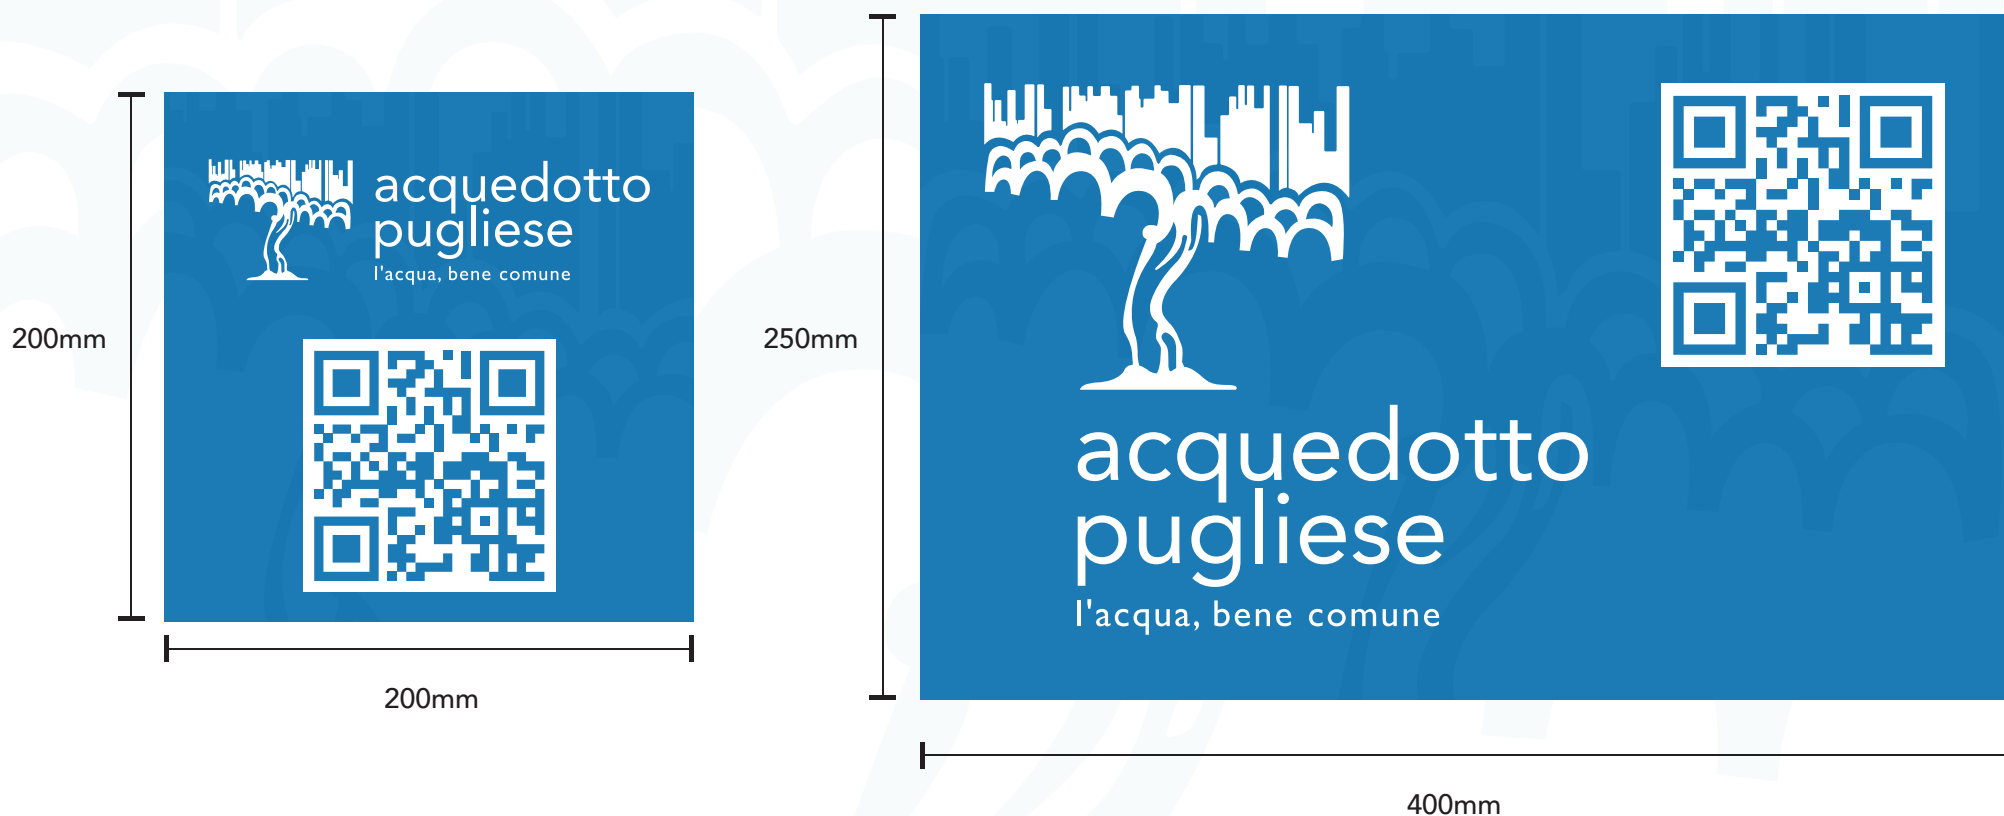 200mm
acquedotto
pugliese
l'acqua, bene comune
200mm
250mm
acquedotto
pugliese
l'acqua, bene comune
400mm